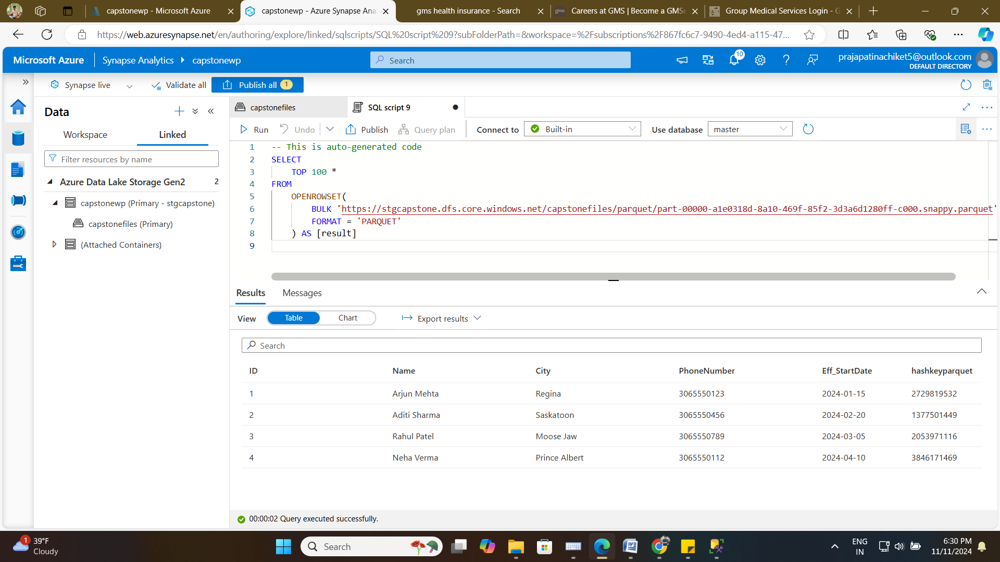 capstonewp - Microsoft Azure
capstonewp - Azure Synapse Ana
gms health insurance - Search
gms
Careers at GMS | Become a GMSe
Group Medical Services Login - G
https://web.azuresynapse.net/en/authoring/explore/linked/sqlscripts/SQL%20script%209?subFolderPath=&workspace=%2Fsubscriptions%2F867fc6c7-9490-4ed4-a115-47...
Microsoft Azure
Synapse Analytics
capstonewp
Search
10
prajapatinachiket5@outlook.com
DEFAULT DIRECTORY
Synapse live
Validate all
Publish all 1
Data
Workspace
Linked
Filter resources by name
Azure Data Lake Storage Gen2 2
capstonewp (Primary - stgcapstone)
capstonefiles (Primary)
(Attached Containers)
capstonefiles
SQL script 9
Run
Undo
Publish
Query plan
Connect to
Built-in
Use database
master
1 -- This is auto-generated code
2 SELECT
3 TOP 100 *
4 FROM
5 OPENROWSET(
6 BULK 'https://stgcapstone.dfs.core.windows.net/capstonefiles/parquet/part-00000-a1e0318d-8a10-469f-85f2-3d3a6d1280ff-c000.snappy.parquet'
7 FORMAT = 'PARQUET'
8 ) AS [result]
9
Results
Messages
View
Table
Chart
Export results
Search
ID Name City PhoneNumber Eff_StartDate hashkeyparquet
1 Arjun Mehta Regina 3065550123 2024-01-15 2729819532
2 Aditi Sharma Saskatoon 3065550456 2024-02-20 1377501449
3 Rahul Patel Moose Jaw 3065550789 2024-03-05 2053971116
4 Neha Verma Prince Albert 3065550112 2024-04-10 3846171469
00:00:02 Query executed successfully.
1
39°F
Cloudy
Search
ENG
IN
6:30 PM
11/11/2024